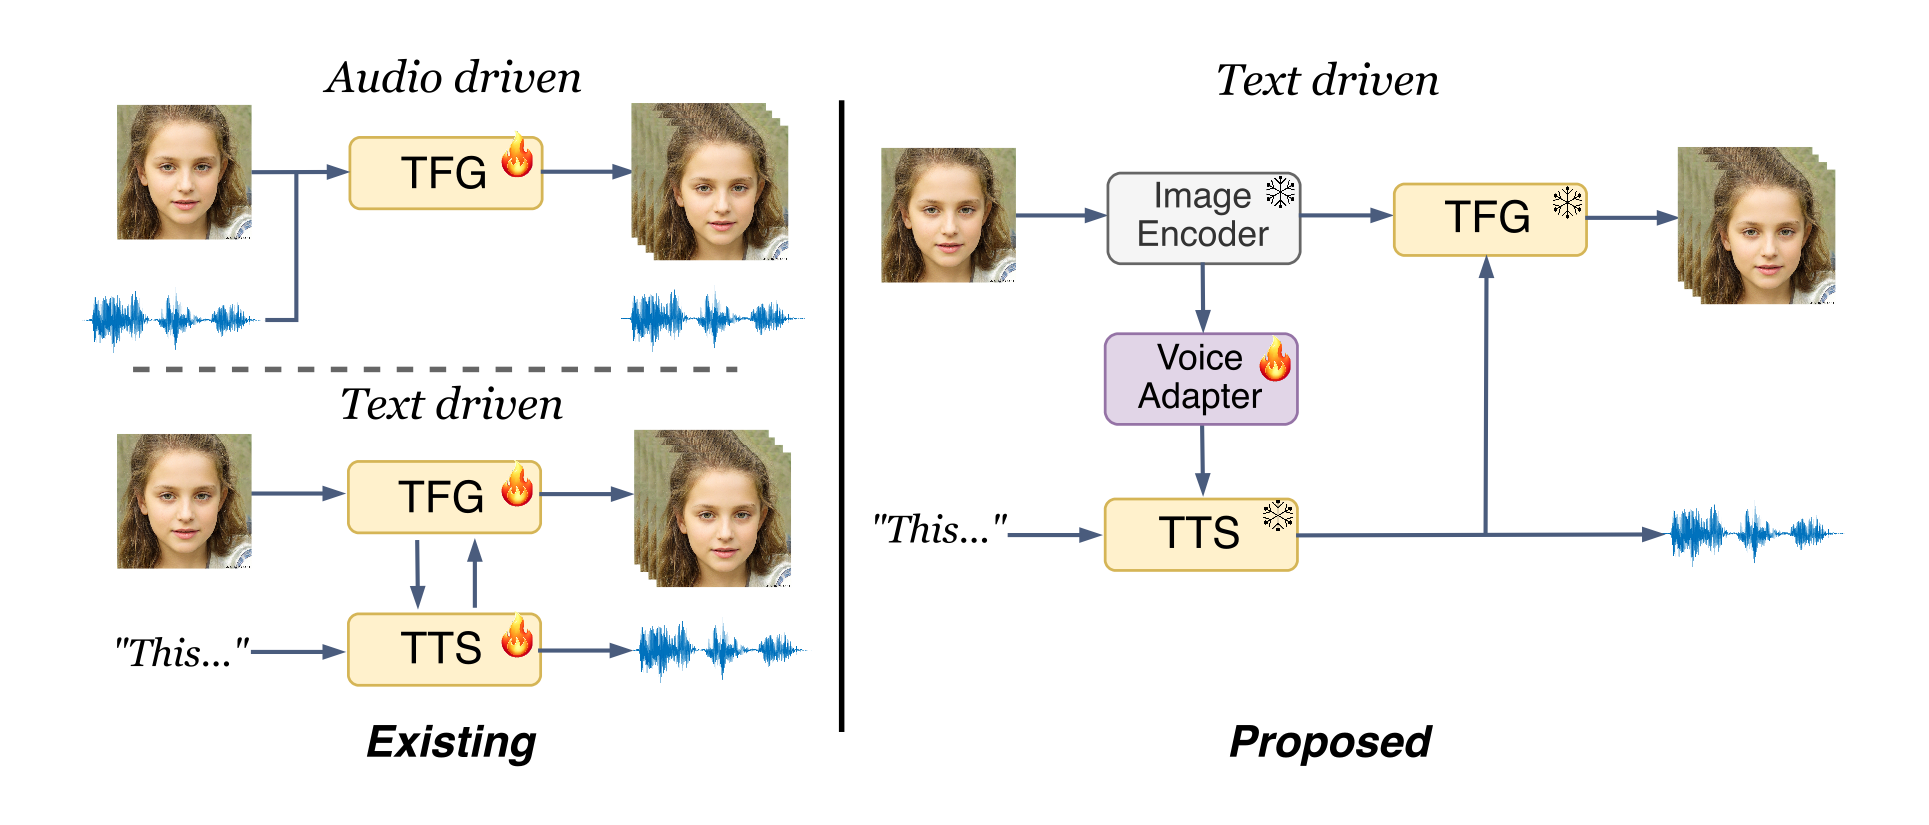 Audio driven
TFG
Text driven
TFG
"This..."
TTS
Existing
Text driven
Image
Encoder
TFG
Voice
Adapter
"This..."
TTS
Proposed